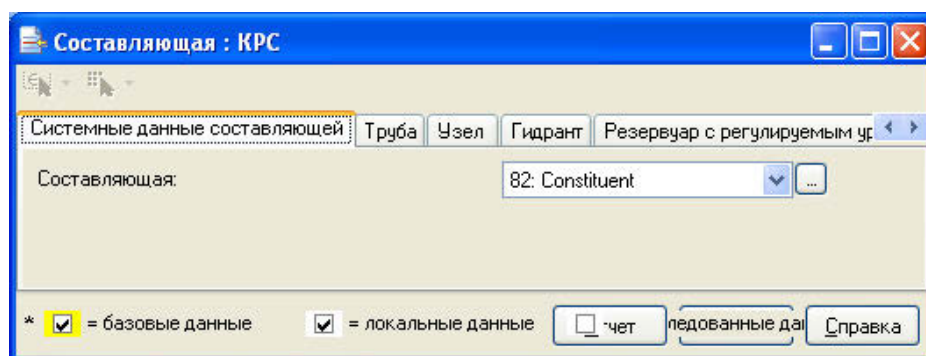 Составляющая : КРС
Системные данные составляющей Труба Узел Гидрант Резервуар с регулируемым ур
Составляющая: 82: Constituent ...
* = базовые данные = локальные данные чет ледованные дан Справка